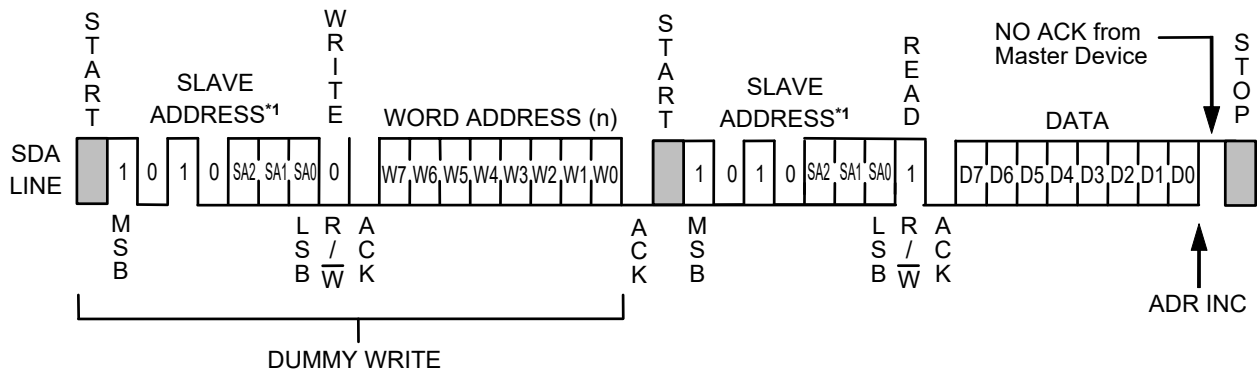 START
WRITE
START
READ
NO ACK from
Master Device
STOP
SLAVE
ADDRESS*1
WORD ADDRESS (n)
SLAVE
ADDRESS*1
DATA
SDA
LINE
1 0 1 0 SA2 SA1 SA0 0 W7 W6 W5 W4 W3 W2 W1 W0 1 0 1 0 SA2 SA1 SA0 1 D7 D6 D5 D4 D3 D2 D1 D0
MSB
LSB
R/W
ACK
ACK
MSB
LSB
R/W
ACK
ADR INC
DUMMY WRITE